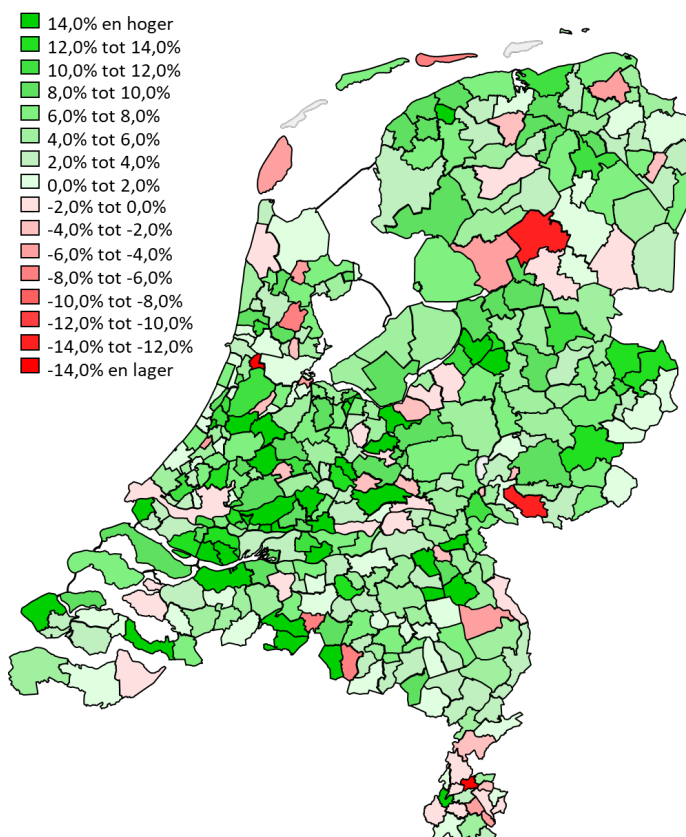 14,0% en hoger
12,0% tot 14,0%
10,0% tot 12,0%
8,0% tot 10,0%
6,0% tot 8,0%
4,0% tot 6,0%
2,0% tot 4,0%
0,0% tot 2,0%
-2,0% tot 0,0%
-4,0% tot -2,0%
-6,0% tot -4,0%
-8,0% tot -6,0%
-10,0% tot -8,0%
-12,0% tot -10,0%
-14,0% tot -12,0%
-14,0% en lager